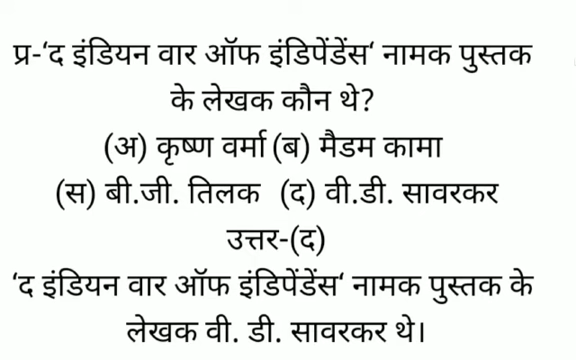 प्र-‘द इंडियन वार ऑफ इंडिपेंडेंस‘ नामक पुस्तक
के लेखक कौन थे?
(अ) कृष्ण वर्मा (ब) मैडम कामा
(स) बी.जी. तिलक (द) वी.डी. सावरकर
उत्तर-(द)
‘द इंडियन वार ऑफ इंडिपेंडेंस‘ नामक पुस्तक के
लेखक वी. डी. सावरकर थे।